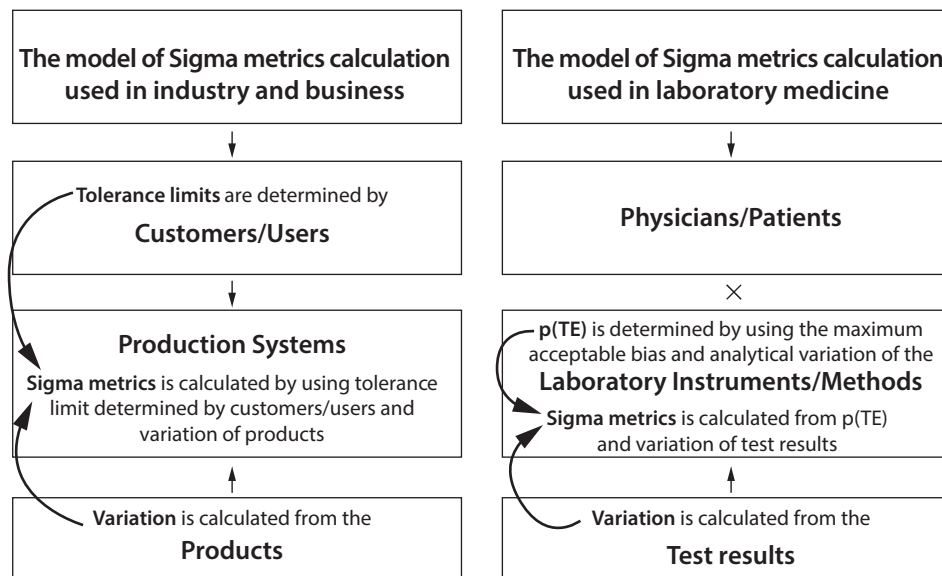 The model of Sigma metrics calculation
used in industry and business
Tolerance limits are determined by
Customers/Users
Production Systems
Sigma metrics is calculated by using tolerance
limit determined by customers/users and
variation of products
Variation is calculated from the
Products
The model of Sigma metrics calculation
used in laboratory medicine
Physicians/Patients
p(TE) is determined by using the maximum
acceptable bias and analytical variation of the
Laboratory Instruments/Methods
Sigma metrics is calculated from p(TE)
and variation of test results
Variation is calculated from the
Test results